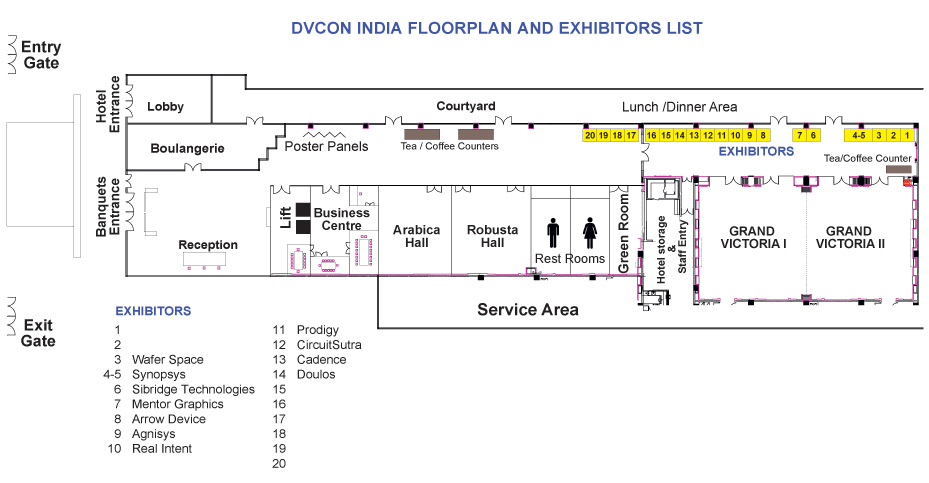 DVCON INDIA FLOORPLAN AND EXHIBITORS LIST
Entry
Gate
Hotel
Entrance
Lobby
Courtyard
Lunch /Dinner Area
Boulangerie
Poster Panels
Tea / Coffee Counters
20 19 18 17 16 15 14 13 12 11 10 9 8 7 6 4-5 3 2 1
EXHIBITORS
Tea/Coffee Counter
Banquets
Entrance
Reception
Lift
Business
Centre
Arabica
Hall
Robusta
Hall
Rest Rooms
Green Room
Hotel storage
&
Staff Entry
GRAND
VICTORIA I
GRAND
VICTORIA II
Service Area
Exit
Gate
EXHIBITORS
1
2
3 Wafer Space
4-5 Synopsys
6 Sibridge Technologies
7 Mentor Graphics
8 Arrow Device
9 Agnisys
10 Real Intent
11 Prodigy
12 CircuitSutra
13 Cadence
14 Doulos
15
16
17
18
19
20